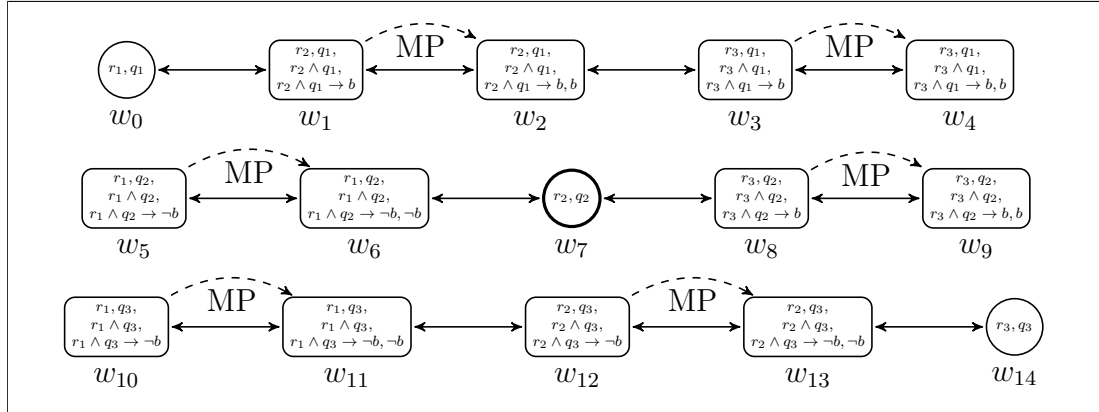 MP MP
r₁, q₁
r₂, q₁,
r₂ ∧ q₁,
r₂ ∧ q₁ → b
r₂, q₁,
r₂ ∧ q₁,
r₂ ∧ q₁ → b, b
r₃, q₁,
r₃ ∧ q₁,
r₃ ∧ q₁ → b
r₃, q₁,
r₃ ∧ q₁,
r₃ ∧ q₁ → b, b
w₀ w₁ w₂ w₃ w₄
MP MP
r₁, q₂,
r₁ ∧ q₂,
r₁ ∧ q₂ → ¬b
r₁, q₂,
r₁ ∧ q₂,
r₁ ∧ q₂ → ¬b, ¬b
r₂, q₂
r₃, q₂,
r₃ ∧ q₂,
r₃ ∧ q₂ → b
r₃, q₂,
r₃ ∧ q₂,
r₃ ∧ q₂ → b, b
w₅ w₆ w₇ w₈ w₉
MP MP
r₁, q₃,
r₁ ∧ q₃,
r₁ ∧ q₃ → ¬b
r₁, q₃,
r₁ ∧ q₃,
r₁ ∧ q₃ → ¬b, ¬b
r₂, q₃,
r₂ ∧ q₃,
r₂ ∧ q₃ → ¬b
r₂, q₃,
r₂ ∧ q₃,
r₂ ∧ q₃ → ¬b, ¬b
r₃, q₃
w₁₀ w₁₁ w₁₂ w₁₃ w₁₄